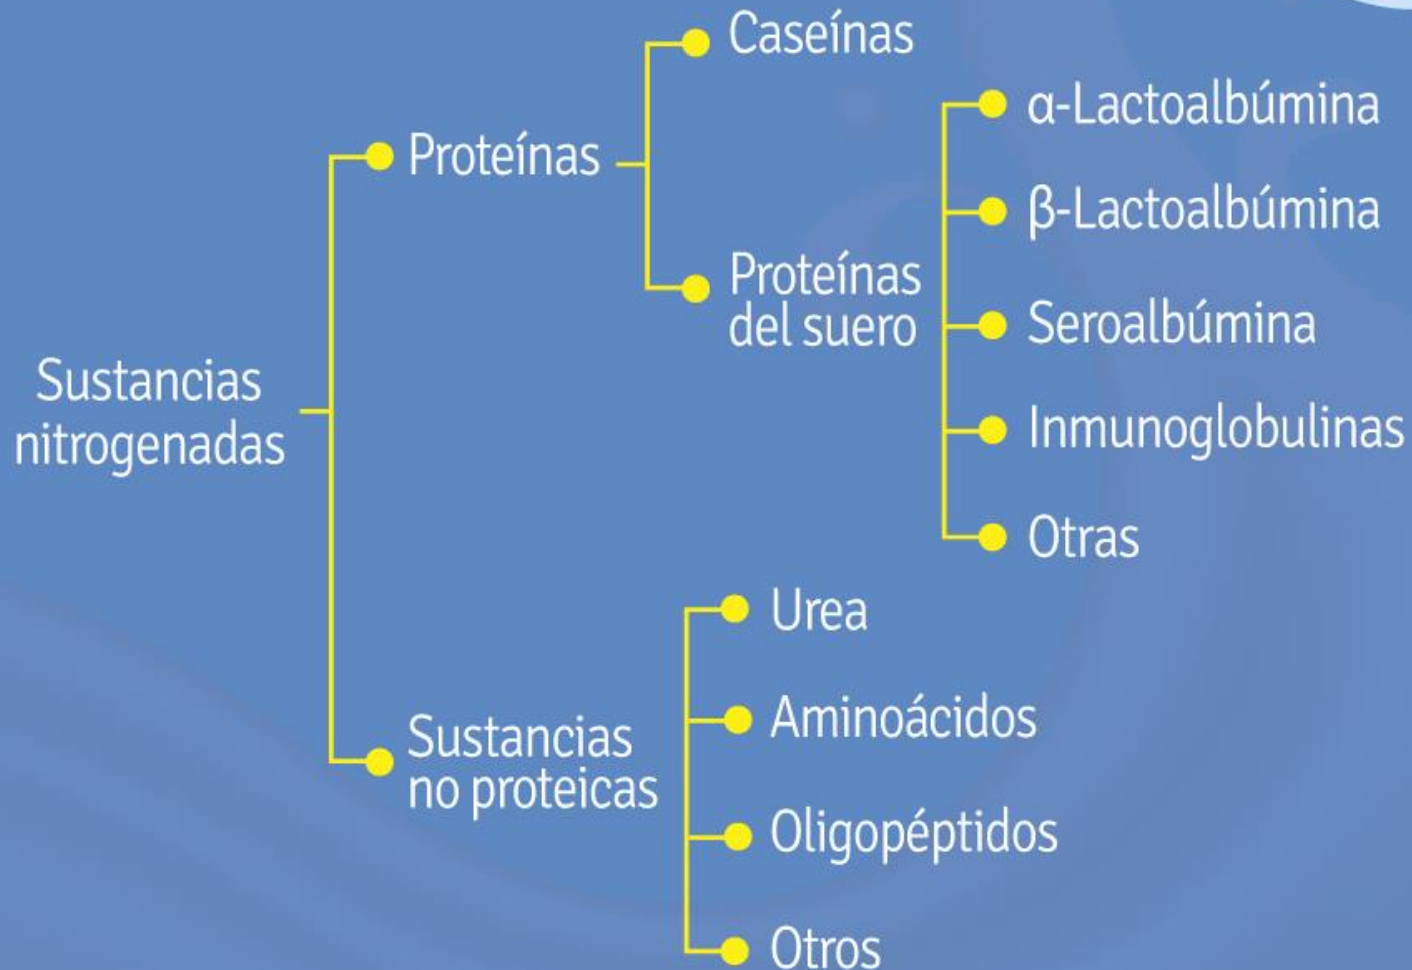 Caseínas
α-Lactoalbúmina
Proteínas
β-Lactoalbúmina
Proteínas
del suero
Seroalbúmina
Sustancias
nitrogenadas
Inmunoglobulinas
Otras
Urea
Sustancias
no proteicas
Aminoácidos
Oligopéptidos
Otros